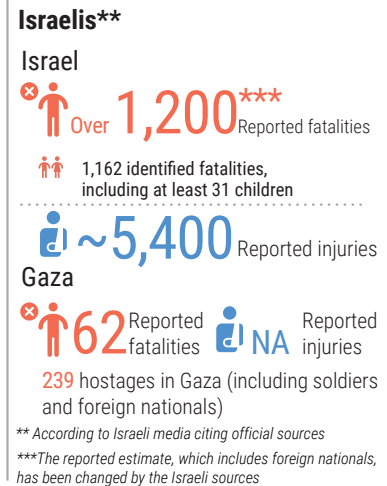 Israelis**
Israel
Over 1,200*** Reported fatalities
1,162 identified fatalities,
including at least 31 children
~5,400 Reported injuries
Gaza
62 Reported fatalities NA Reported injuries
239 hostages in Gaza (including soldiers
and foreign nationals)
** According to Israeli media citing official sources
***The reported estimate, which includes foreign nationals,
has been changed by the Israeli sources